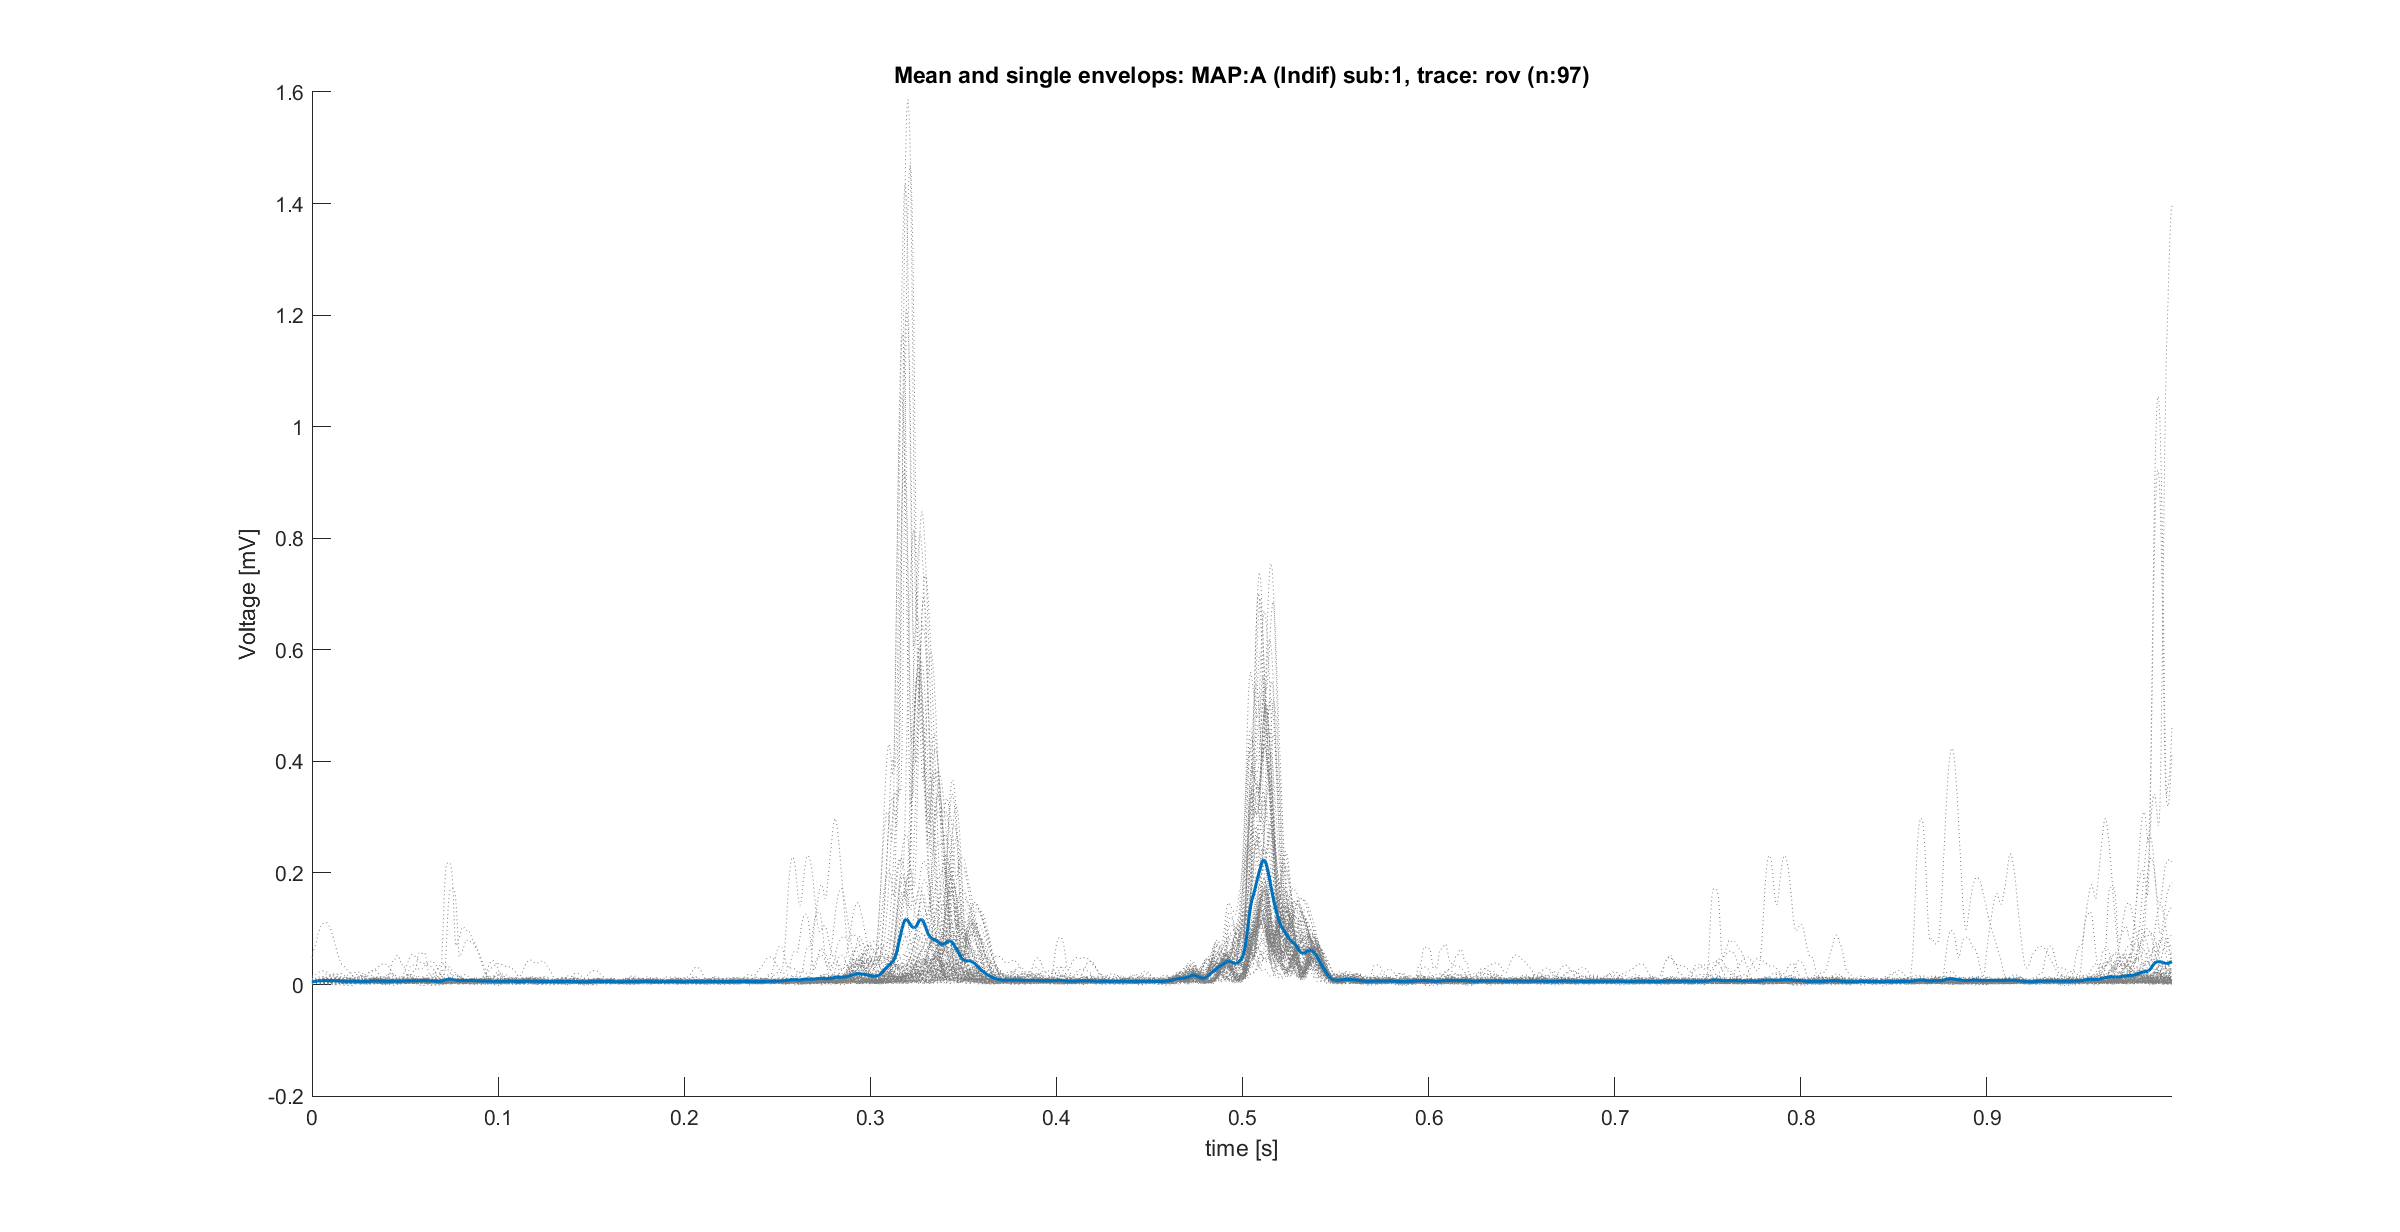 Mean and single envelops: MAP:A (Indif) sub:1, trace: rov (n:97)
1.6
1.4
1.2
1
0.8
0.6
0.4
0.2
0
-0.2
Voltage [mV]
0 0.1 0.2 0.3 0.4 0.5 0.6 0.7 0.8 0.9
time [s]